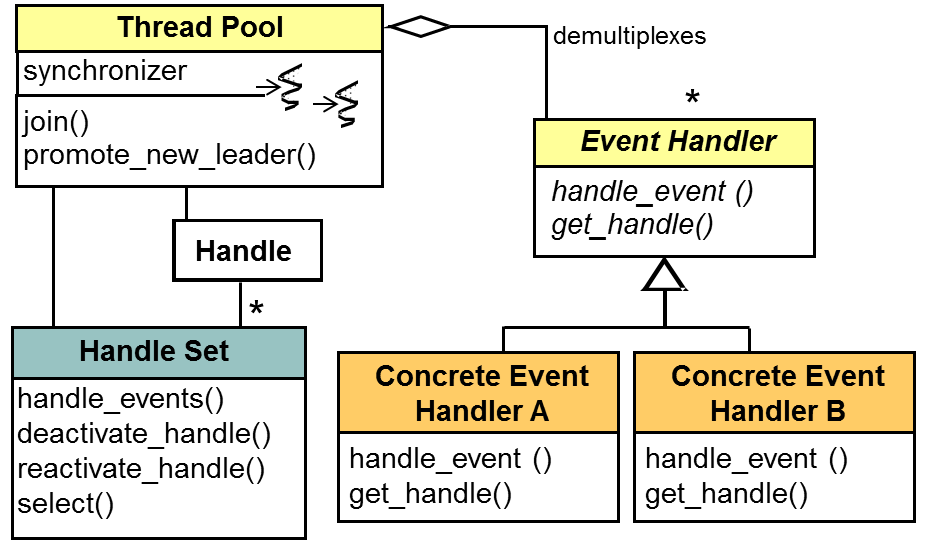 Thread Pool
synchronizer
join()
promote_new_leader()
demultiplexes
*
Event Handler
handle_event ()
get_handle()
Handle
*
Handle Set
handle_events()
deactivate_handle()
reactivate_handle()
select()
Concrete Event
Handler A
handle_event ()
get_handle()
Concrete Event
Handler B
handle_event ()
get_handle()